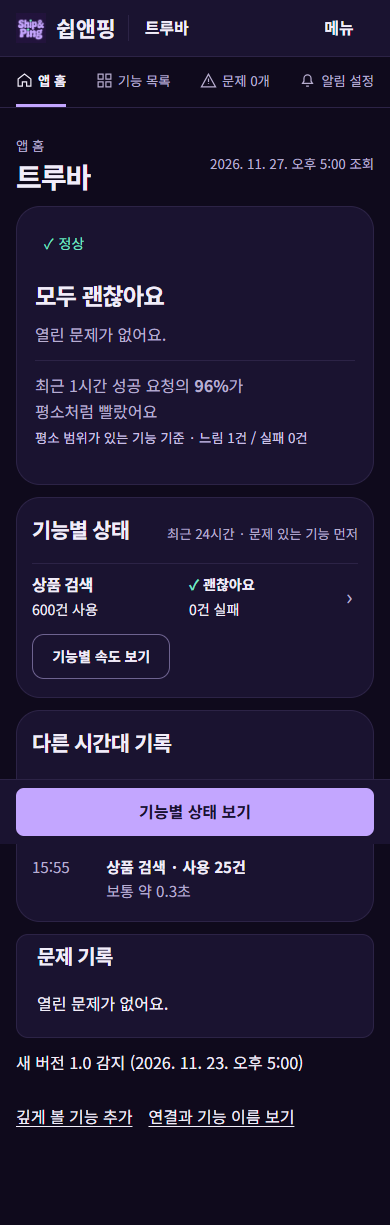 Ship& Ping 쉽앤핑 트루바 메뉴
앱 홈 기능 목록 문제 0개 알림 설정
앱 홈
트루바
2026. 11. 27. 오후 5:00 조회
✓ 정상
모두 괜찮아요
열린 문제가 없어요.
최근 1시간 성공 요청의 96%가
평소처럼 빨랐어요
평소 범위가 있는 기능 기준 · 느림 1건 / 실패 0건
기능별 상태 최근 24시간 · 문제 있는 기능 먼저
상품 검색 ✓ 괜찮아요
600건 사용 0건 실패 ›
기능별 속도 보기
다른 시간대 기록
기능별 상태 보기
15:55 상품 검색 · 사용 25건
보통 약 0.3초
문제 기록
열린 문제가 없어요.
새 버전 1.0 감지 (2026. 11. 23. 오후 5:00)
깊게 볼 기능 추가 연결과 기능 이름 보기